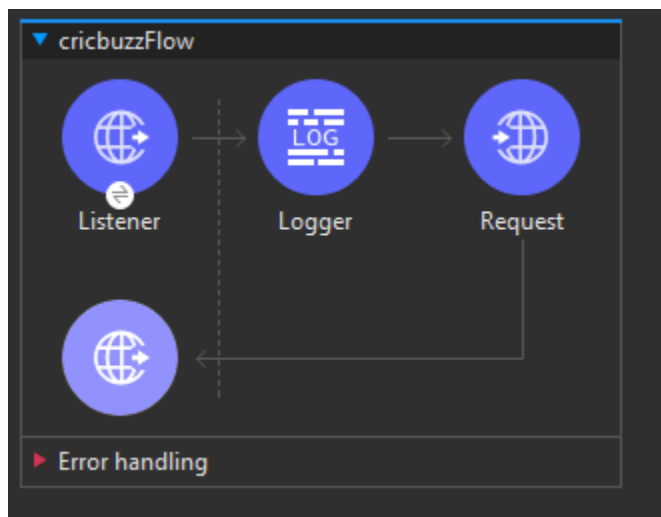 cricbuzzFlow
LOG
Listener
Logger
Request
Error handling